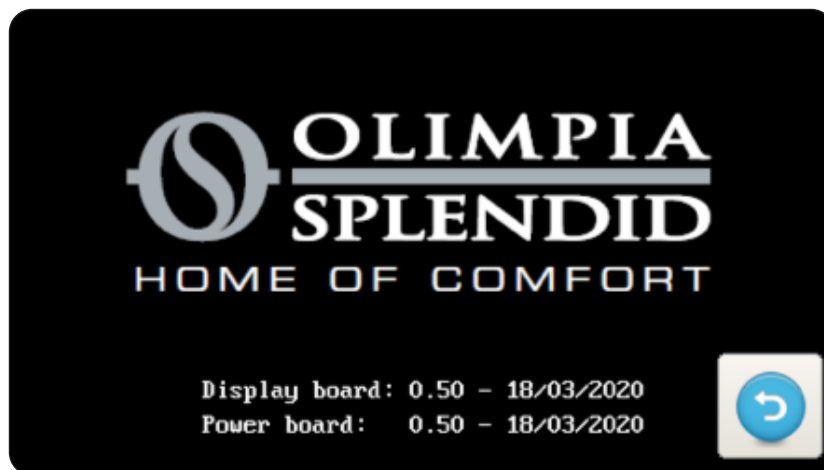 OLIMPIA
SPLENDID
HOME OF COMFORT
Display board: 0.50 - 18/03/2020
Power board: 0.50 - 18/03/2020